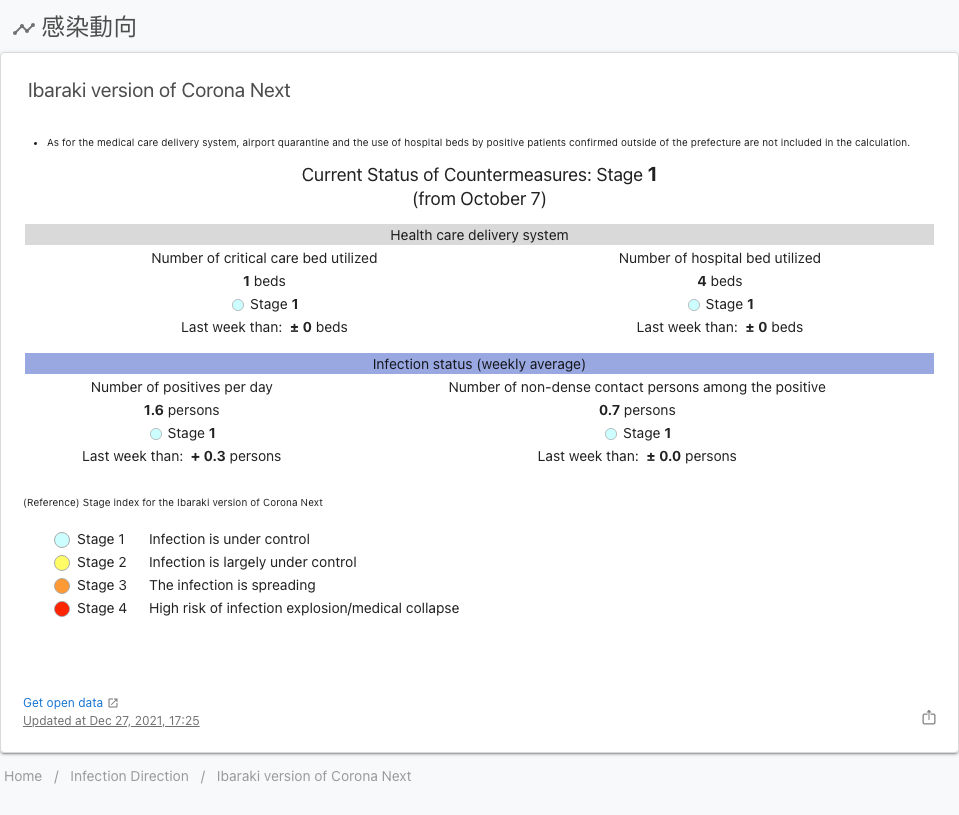 感染動向
Ibaraki version of Corona Next
• As for the medical care delivery system, airport quarantine and the use of hospital beds by positive patients confirmed outside of the prefecture are not included in the calculation.
Current Status of Countermeasures: Stage 1
(from October 7)
Health care delivery system
Number of critical care bed utilized
1 beds
Stage 1
Last week than: ± 0 beds
Number of hospital bed utilized
4 beds
Stage 1
Last week than: ± 0 beds
Infection status (weekly average)
Number of positives per day
1.6 persons
Stage 1
Last week than: + 0.3 persons
Number of non-dense contact persons among the positive
0.7 persons
Stage 1
Last week than: ± 0.0 persons
(Reference) Stage index for the Ibaraki version of Corona Next
Stage 1 Infection is under control
Stage 2 Infection is largely under control
Stage 3 The infection is spreading
Stage 4 High risk of infection explosion/medical collapse
Get open data
Updated at Dec 27, 2021, 17:25
Home / Infection Direction / Ibaraki version of Corona Next